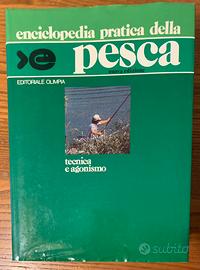 enciclopedia pratica della
pesca
EDITORIALE OLIMPIA
tecnica
e agonismo
subito